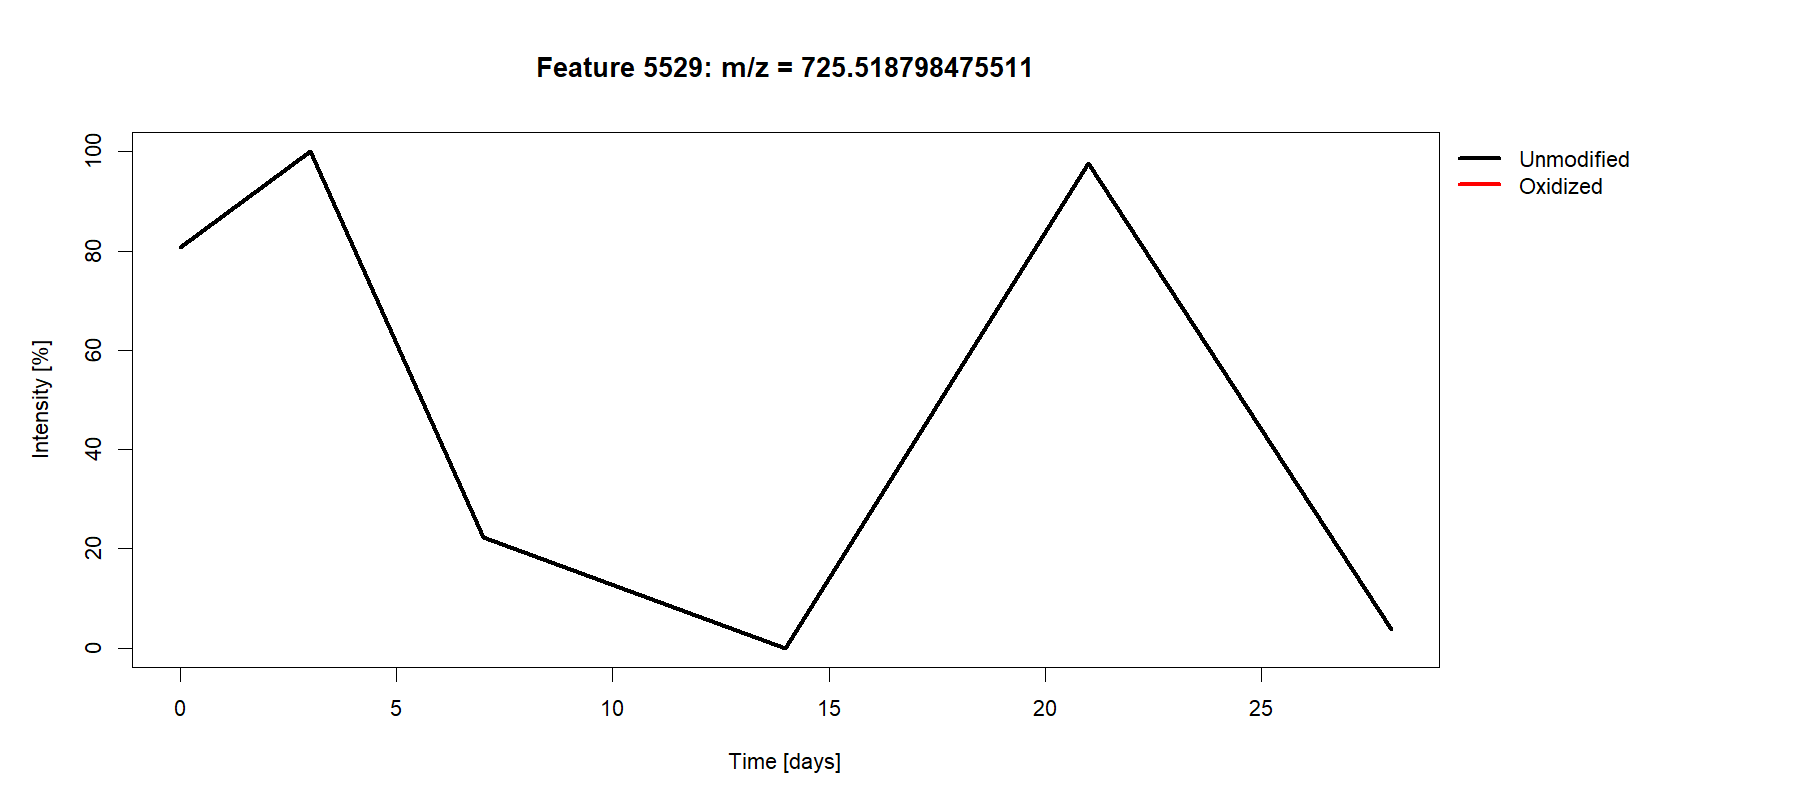 Feature 5529: m/z = 725.518798475511
Unmodified
Oxidized
100
80
60
40
20
0
Intensity [%]
0 5 10 15 20 25
Time [days]